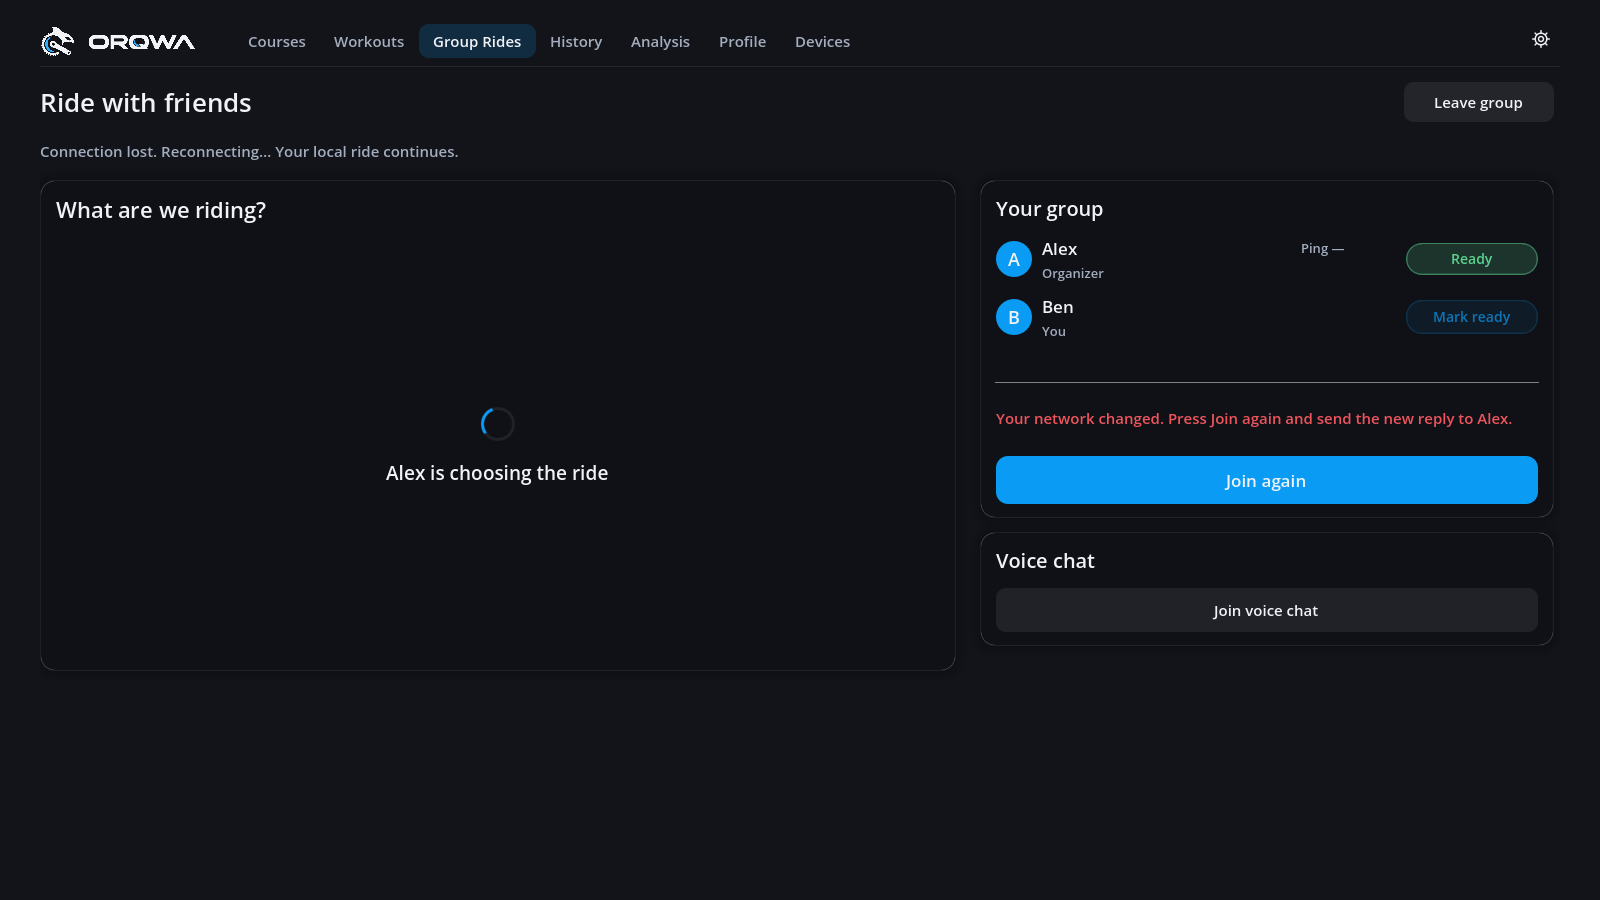 ORQWA
Courses
Workouts
Group Rides
History
Analysis
Profile
Devices
Ride with friends
Leave group
Connection lost. Reconnecting... Your local ride continues.
What are we riding?
Alex is choosing the ride
Your group
A
Alex
Organizer
Ping —
Ready
B
Ben
You
Mark ready
Your network changed. Press Join again and send the new reply to Alex.
Join again
Voice chat
Join voice chat